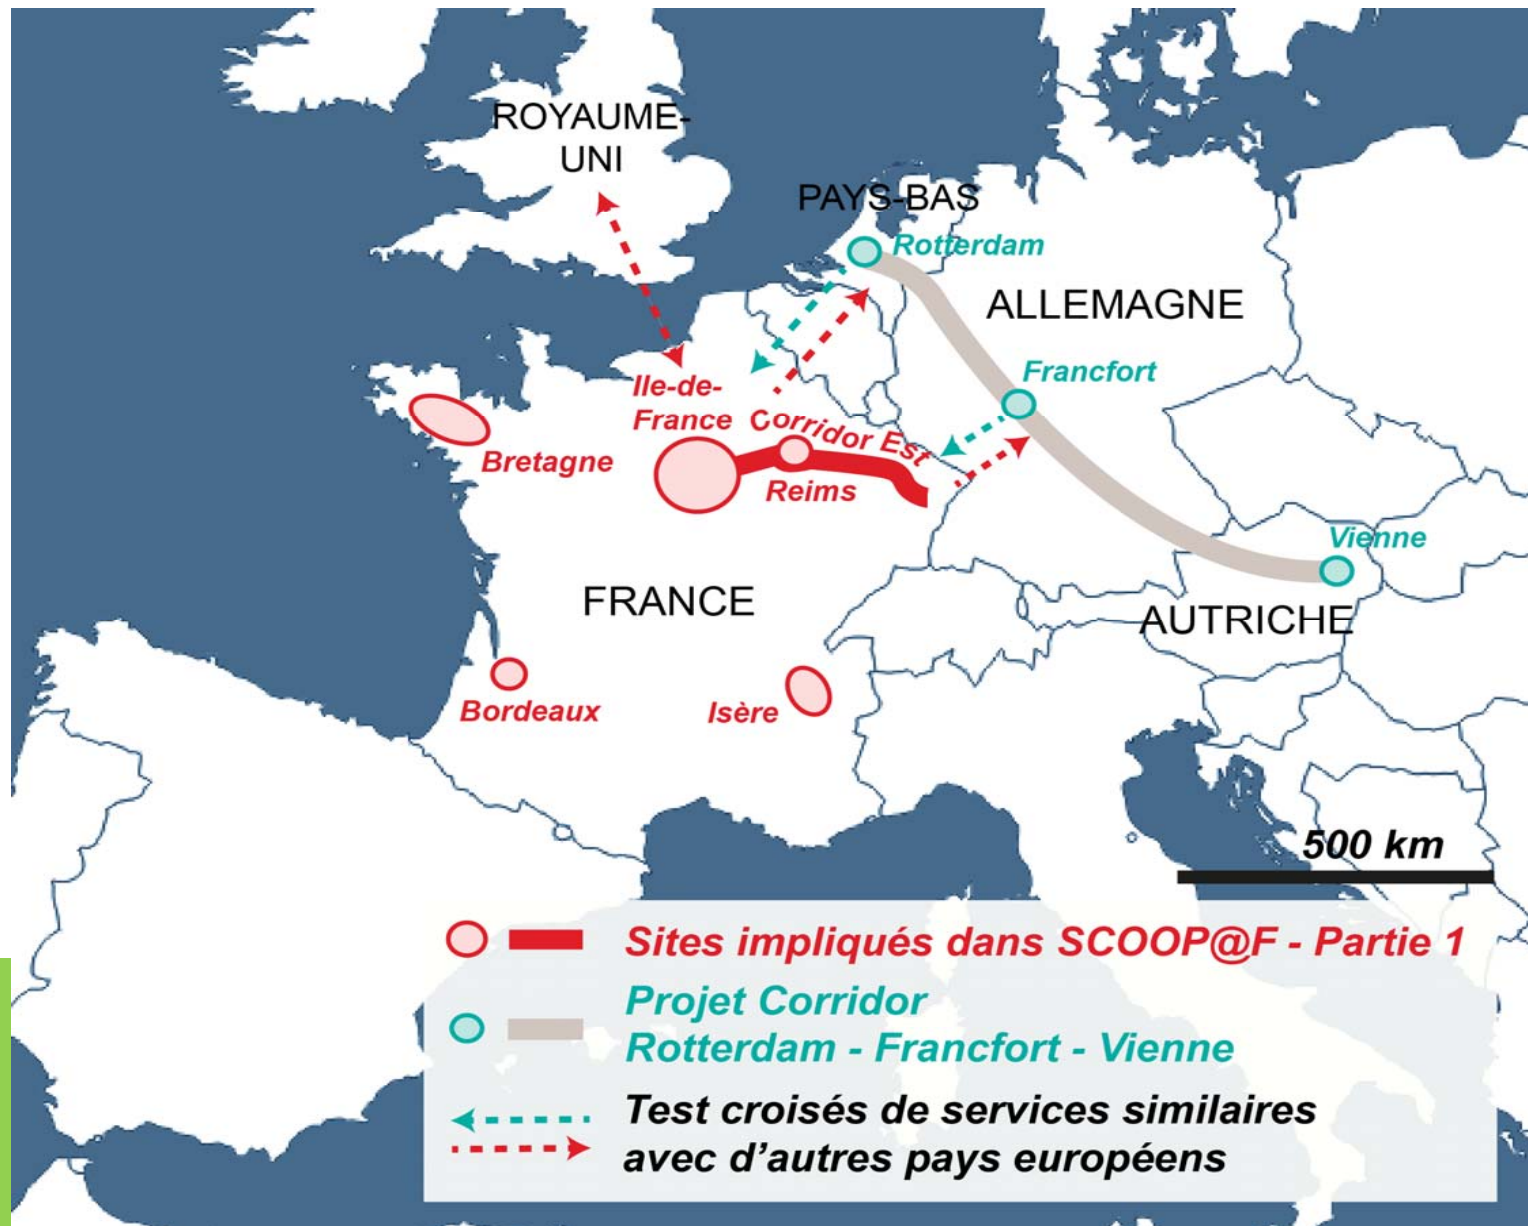 ROYAUME-
UNI
PAYS-BAS
Rotterdam
ALLEMAGNE
Francfort
Ile-de-
France
Corridor Est
Bretagne
Reims
Vienne
FRANCE
AUTRICHE
Bordeaux
Isère
500 km
Sites impliqués dans SCOOP@F - Partie 1
Projet Corridor
Rotterdam - Francfort - Vienne
Test croisés de services similaires
avec d’autres pays européens